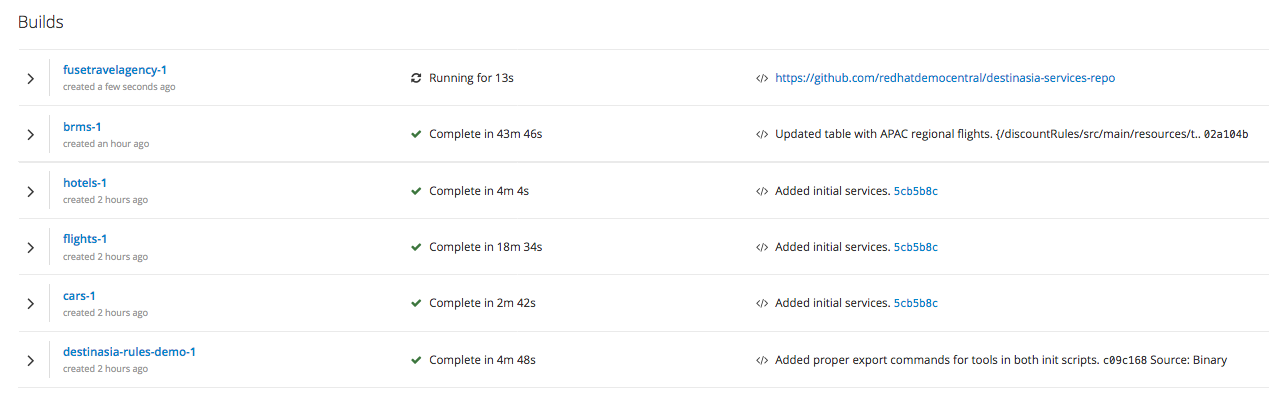 Builds
fusetravelagency-1
created a few seconds ago
Running for 13s
https://github.com/redhatdemocentral/destinasia-services-repo
brms-1
created an hour ago
Complete in 43m 46s
Updated table with APAC regional flights. {/discountRules/src/main/resources/t.. 02a104b
hotels-1
created 2 hours ago
Complete in 4m 4s
Added initial services. 5cb5b8c
flights-1
created 2 hours ago
Complete in 18m 34s
Added initial services. 5cb5b8c
cars-1
created 2 hours ago
Complete in 2m 42s
Added initial services. 5cb5b8c
destinasia-rules-demo-1
created 2 hours ago
Complete in 4m 48s
Added proper export commands for tools in both init scripts. c09c168 Source: Binary